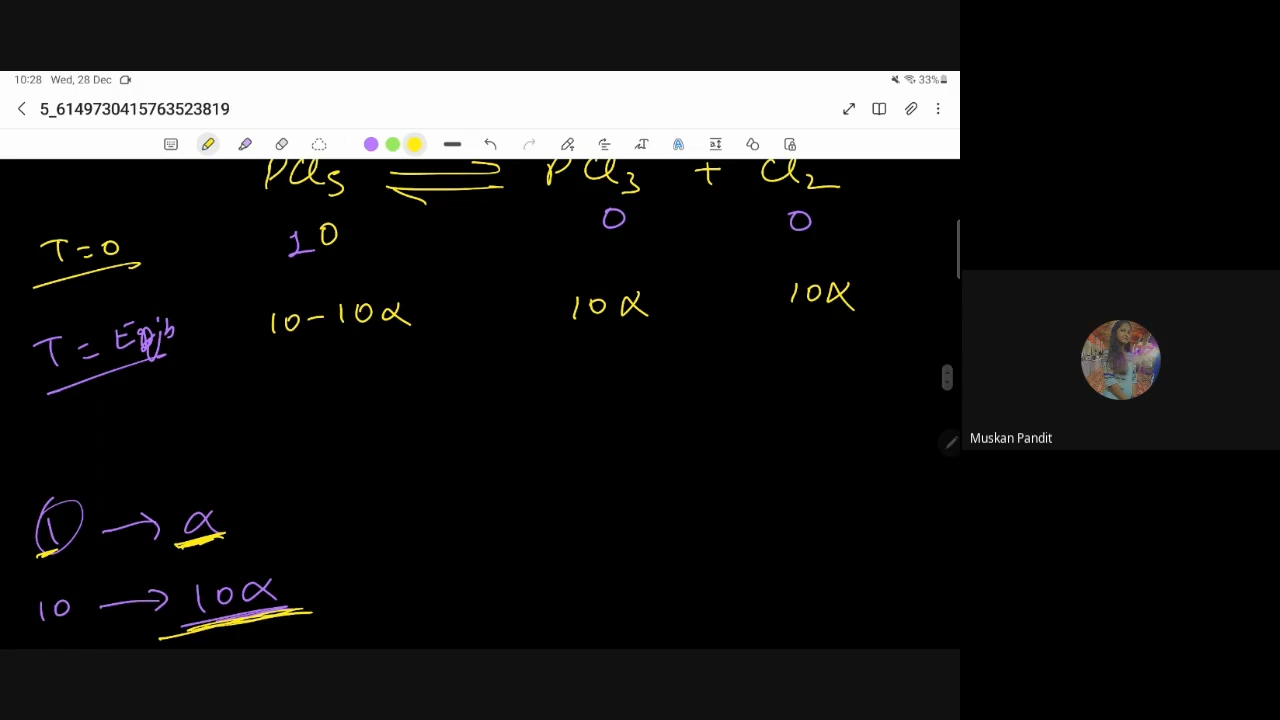 10:28 Wed, 28 Dec 33%
5_6149730415763523819
PCl5 ⇌ PCl3 + Cl2
T=0 10 0 0
T = Eqjb 10-10α 10α 10α
Muskan Pandit
1 → α
10 → 10α